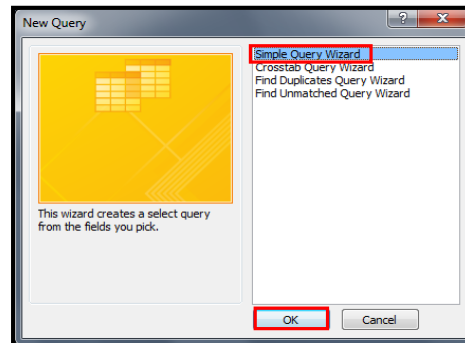 New Query
Simple Query Wizard
Crosstab Query Wizard
Find Duplicates Query Wizard
Find Unmatched Query Wizard
This wizard creates a select query
from the fields you pick.
OK
Cancel